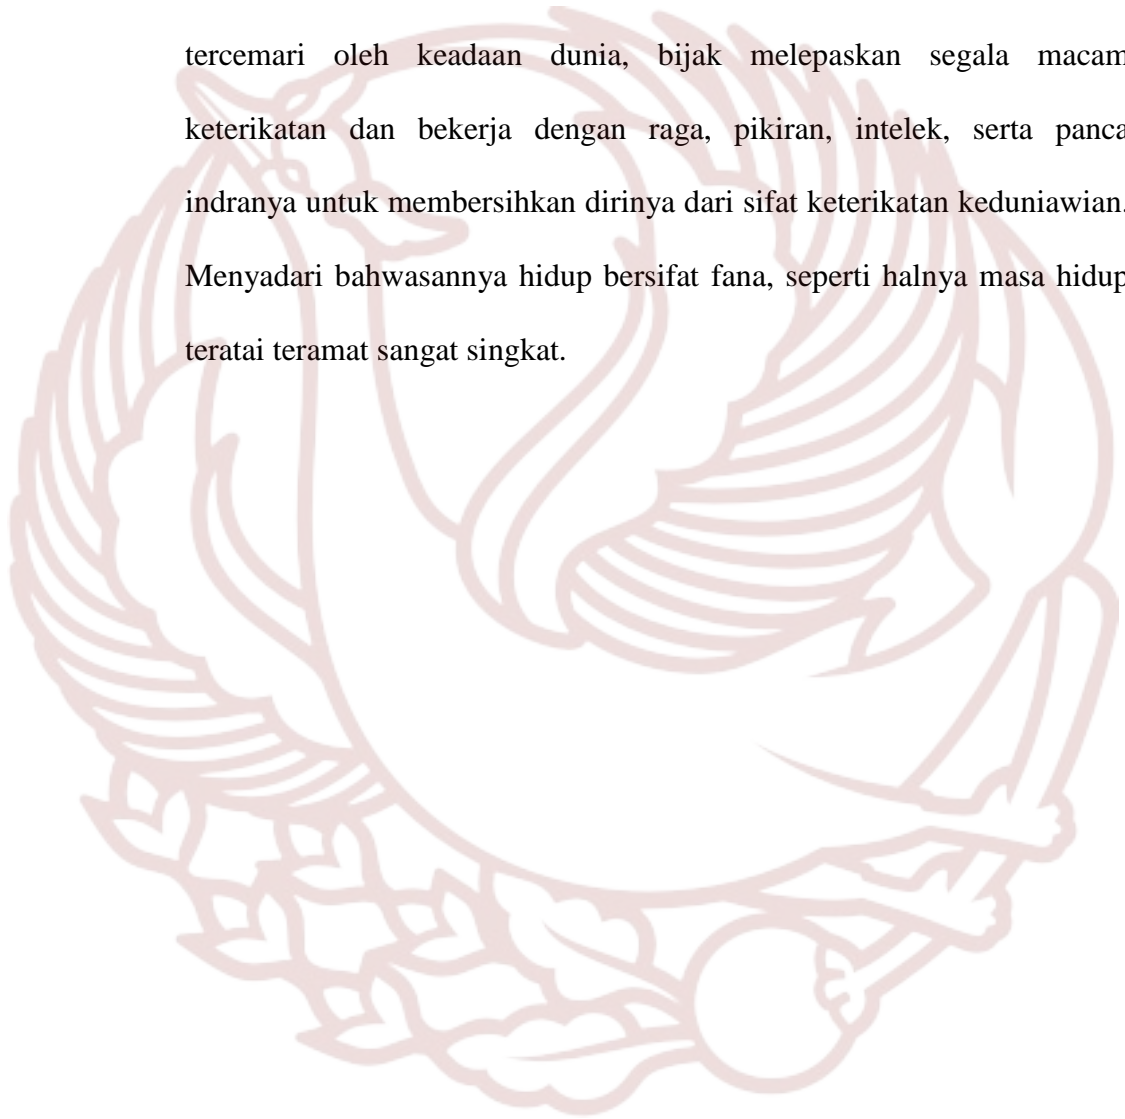 tercemari oleh keadaan dunia, bijak melepaskan segala macam
keterikatan dan bekerja dengan raga, pikiran, intelek, serta panca
indranya untuk membersihkan dirinya dari sifat keterikatan keduniawian.
Menyadari bahwasannya hidup bersifat fana, seperti halnya masa hidup
teratai teramat sangat singkat.